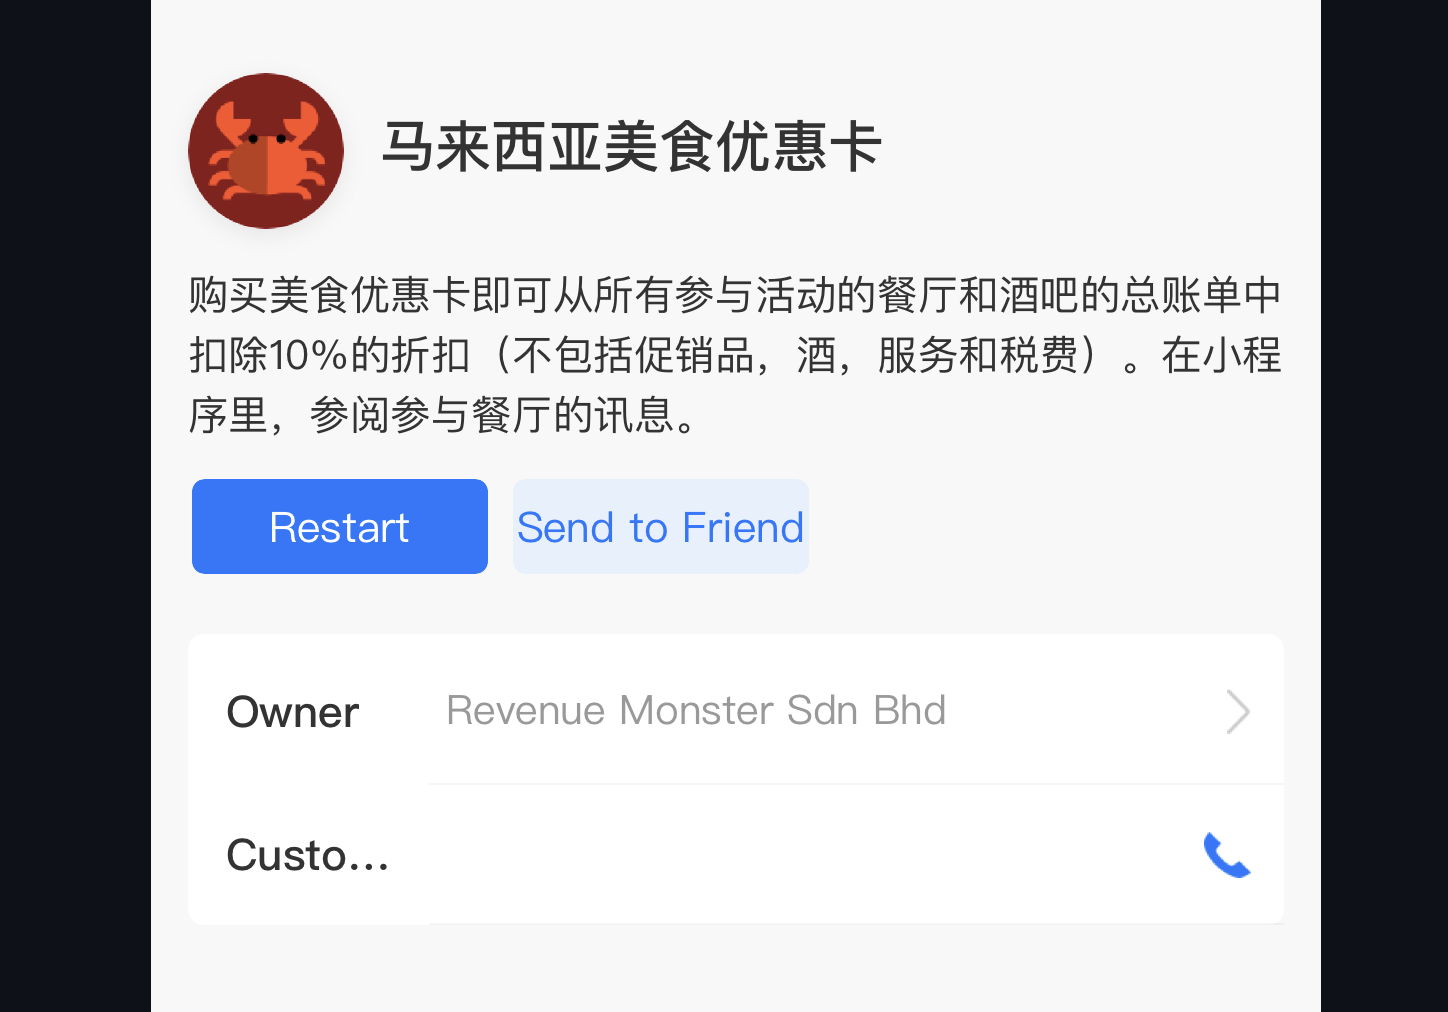 马来西亚美食优惠卡
购买美食优惠卡即可从所有参与活动的餐厅和酒吧的总账单中
扣除10%的折扣（不包括促销品，酒，服务和税费）。在小程
序里，参阅参与餐厅的讯息。
Restart
Send to Friend
Owner
Revenue Monster Sdn Bhd
Custo...